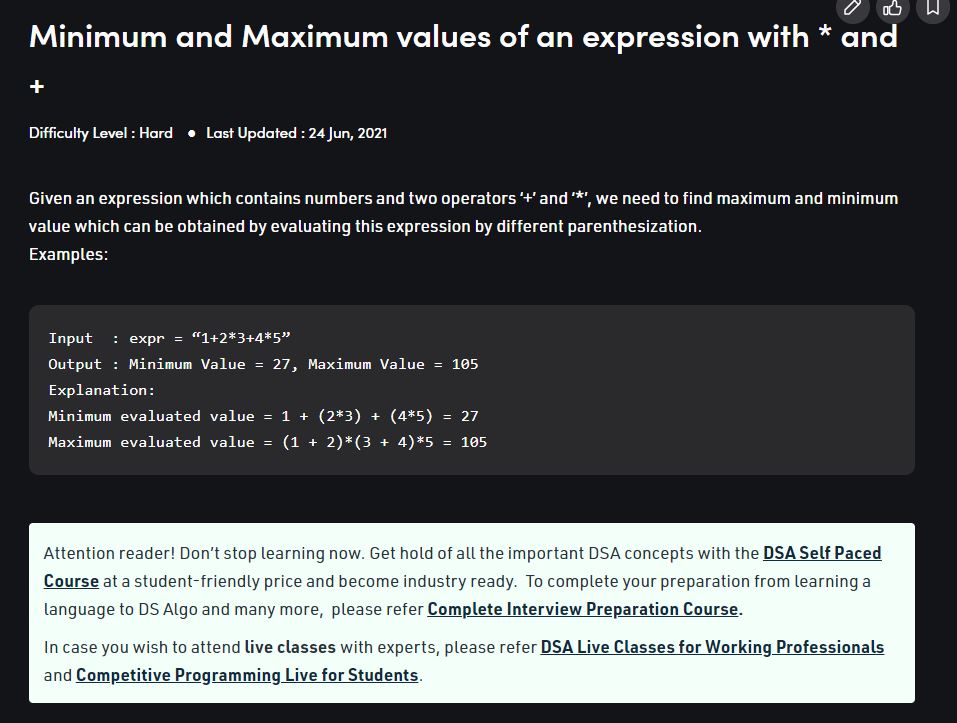 Minimum and Maximum values of an expression with * and
+
Difficulty Level : Hard ● Last Updated : 24 Jun, 2021
Given an expression which contains numbers and two operators ‘+’ and ‘*’, we need to find maximum and minimum
value which can be obtained by evaluating this expression by different parenthesization.
Examples:
Input  : expr = “1+2*3+4*5”
Output : Minimum Value = 27, Maximum Value = 105
Explanation:
Minimum evaluated value = 1 + (2*3) + (4*5) = 27
Maximum evaluated value = (1 + 2)*(3 + 4)*5 = 105
Attention reader! Don’t stop learning now. Get hold of all the important DSA concepts with the DSA Self Paced
Course at a student-friendly price and become industry ready.  To complete your preparation from learning a
language to DS Algo and many more,  please refer Complete Interview Preparation Course.
In case you wish to attend live classes with experts, please refer DSA Live Classes for Working Professionals
and Competitive Programming Live for Students.